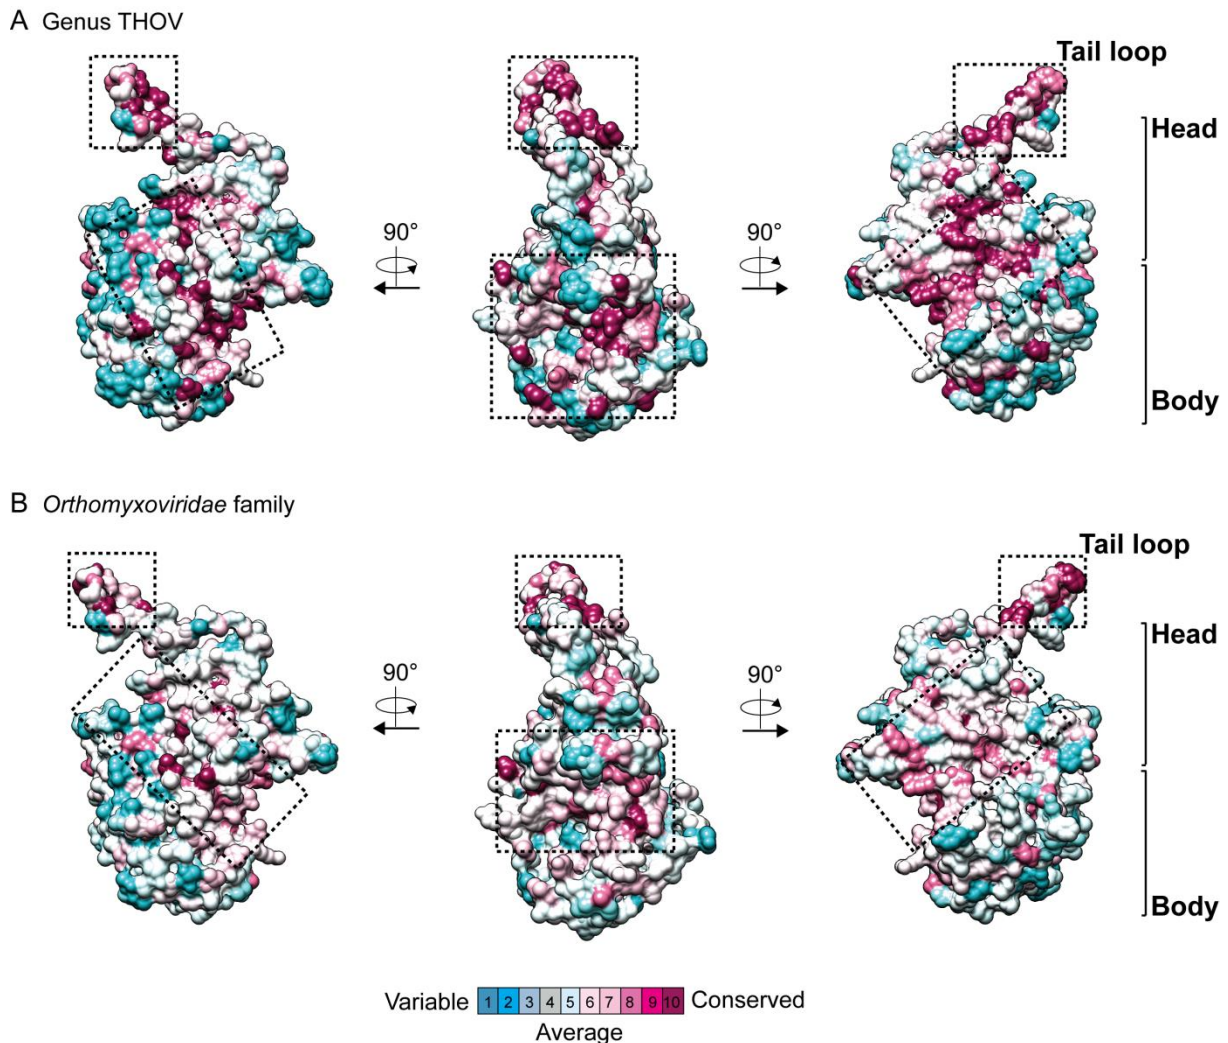 A Genus THOV
Tail loop
Head
90°
90°
Body
B Orthomyxoviridae family
Tail loop
Head
90°
90°
Body
Variable 1 2 3 4 5 6 7 8 9 10 Conserved
Average